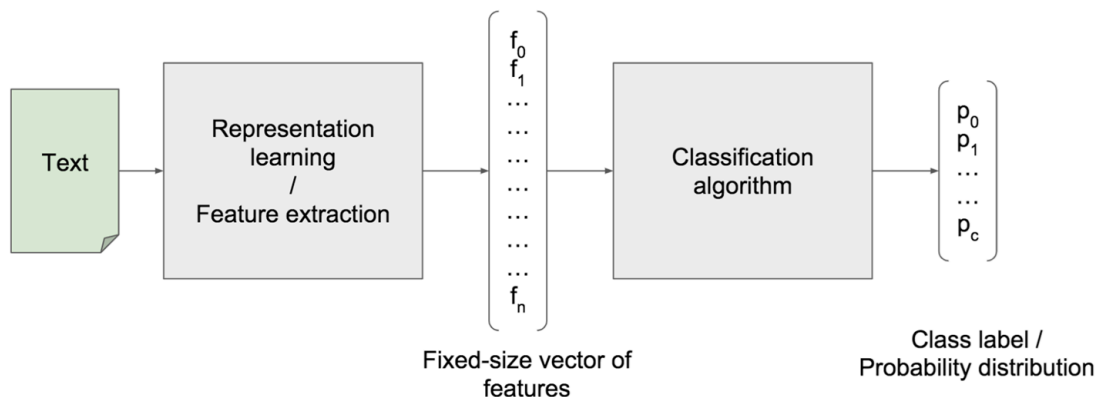 Text
Representation
learning
/
Feature extraction
f₀
f₁
...
...
...
...
...
...
...
fₙ
Fixed-size vector of
features
Classification
algorithm
p₀
p₁
...
...
p_c
Class label /
Probability distribution